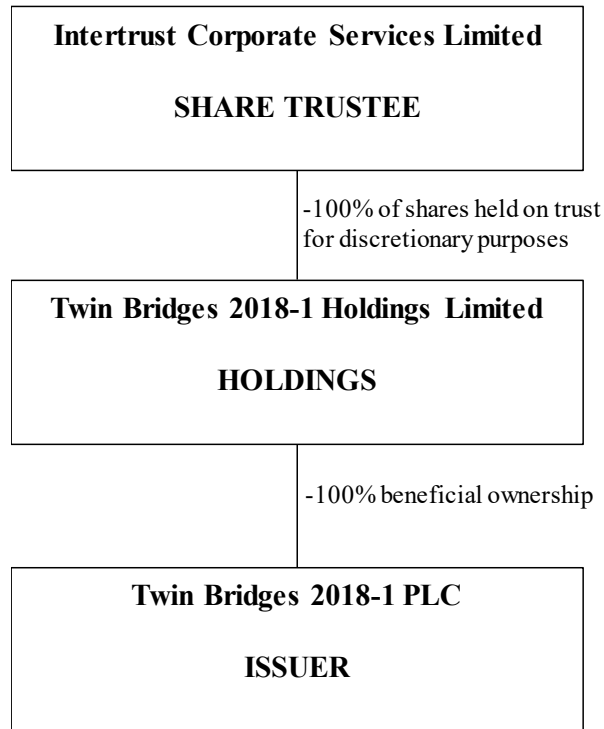 Intertrust Corporate Services Limited
SHARE TRUSTEE
-100% of shares held on trust
for discretionary purposes
Twin Bridges 2018-1 Holdings Limited
HOLDINGS
-100% beneficial ownership
Twin Bridges 2018-1 PLC
ISSUER